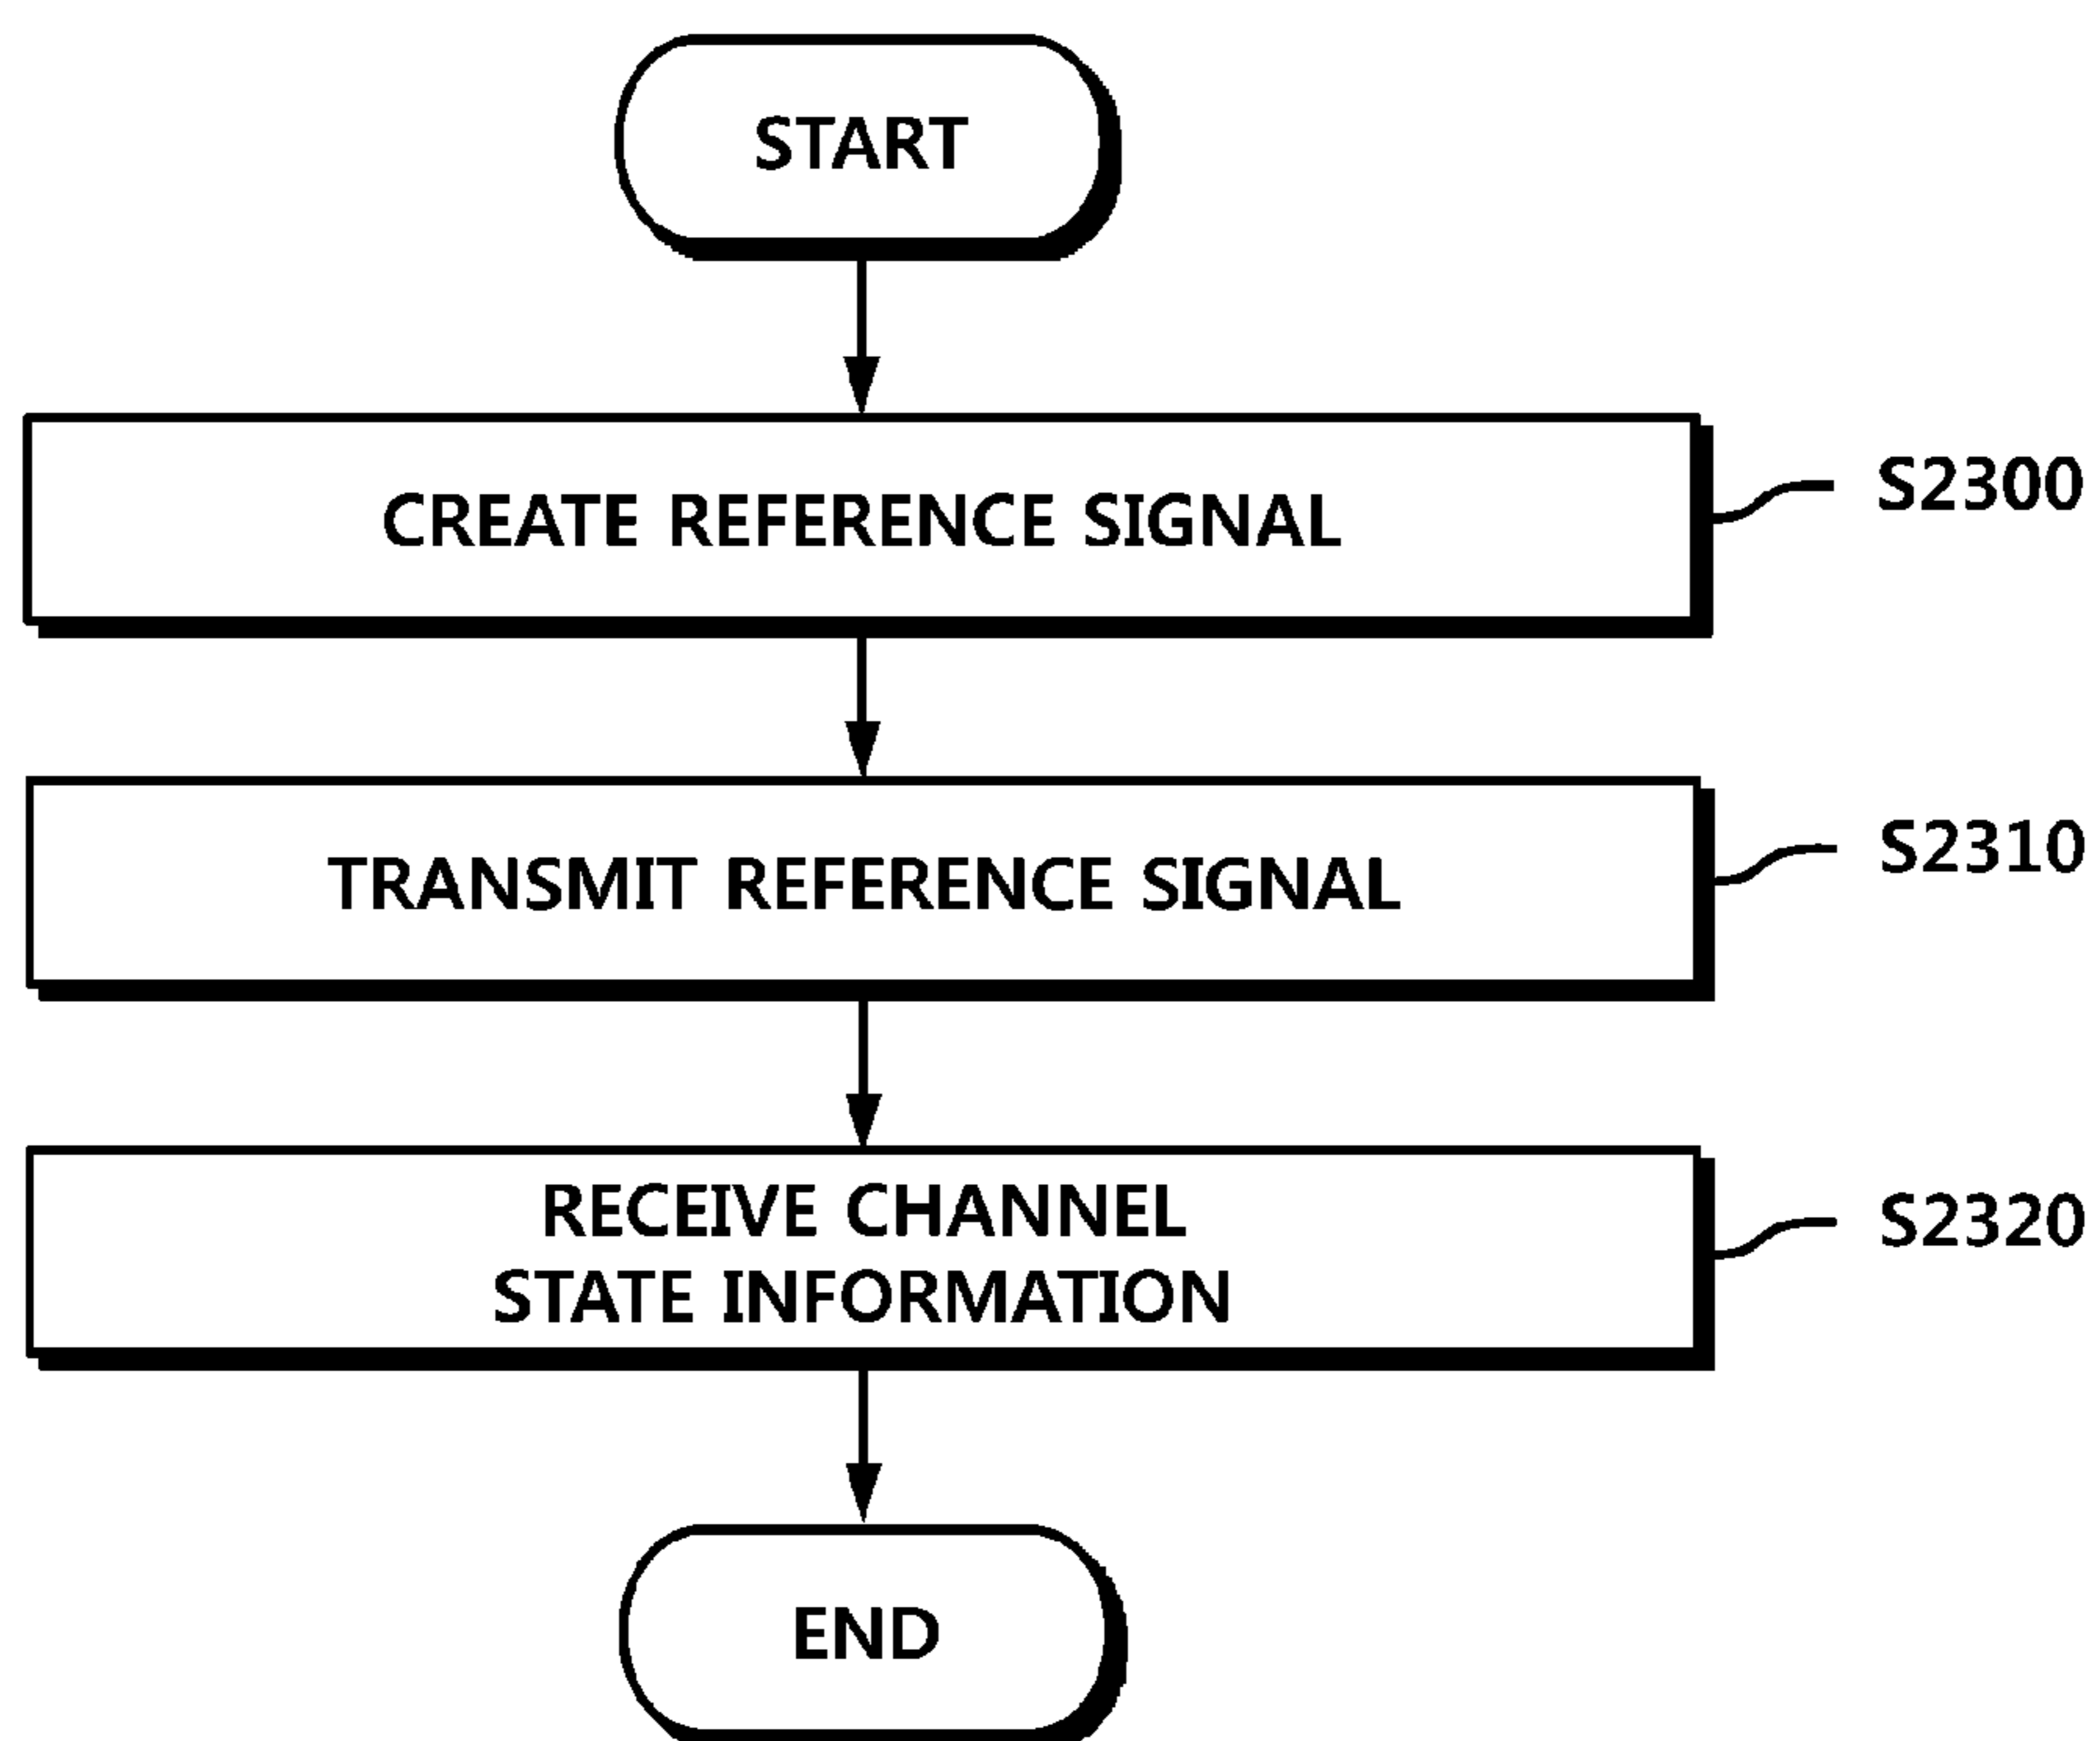 START
CREATE REFERENCE SIGNAL
S2300
TRANSMIT REFERENCE SIGNAL
S2310
RECEIVE CHANNEL
STATE INFORMATION
S2320
END